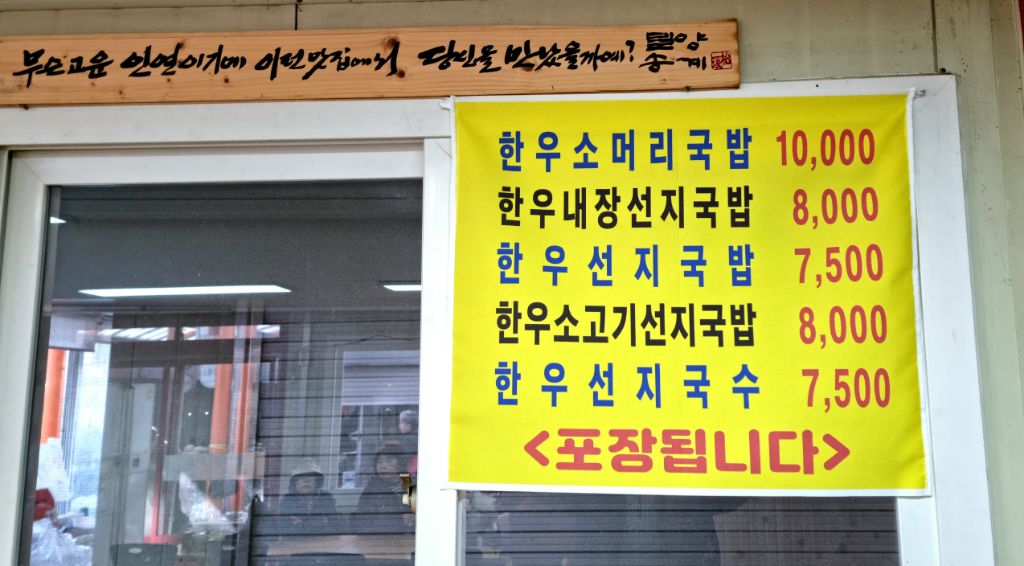 무슨 고운 인연이기에 이런 맛집에서 당신을 만났을까예?
한우소머리국밥 10,000
한우내장선지국밥 8,000
한우선지국밥 7,500
한우소고기선지국밥 8,000
한우선지국수 7,500
<포장됩니다>